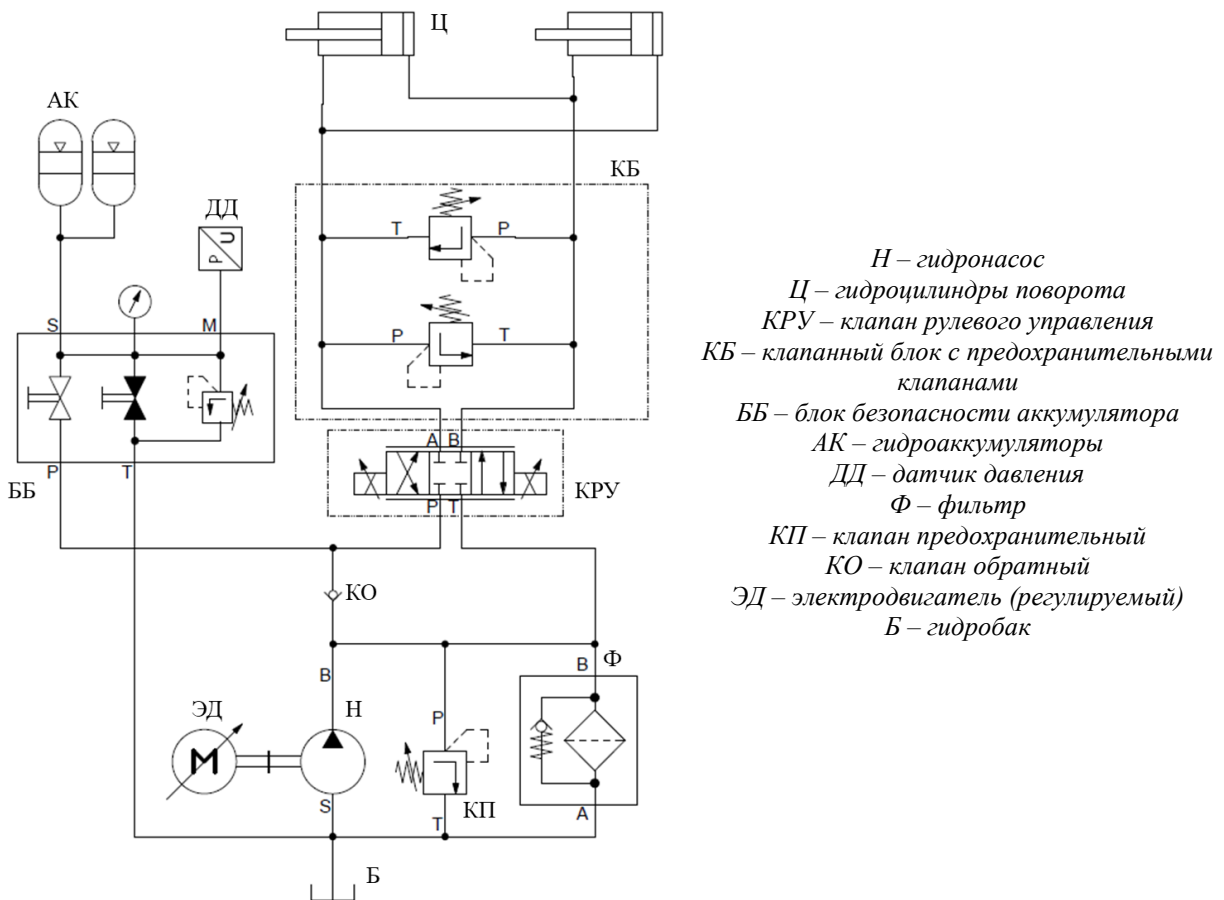 Ц
АК
КБ
ДД
P U
T P
S M
P T
A B
P T
ББ
P T
КРУ
КО
B
B Ф
ЭД Н
M
P
S
КП
T
A
Б
Н – гидронасос
Ц – гидроцилиндры поворота
КРУ – клапан рулевого управления
КБ – клапанный блок с предохранительными
клапанами
ББ – блок безопасности аккумулятора
АК – гидроаккумуляторы
ДД – датчик давления
Ф – фильтр
КП – клапан предохранительный
КО – клапан обратный
ЭД – электродвигатель (регулируемый)
Б – гидробак